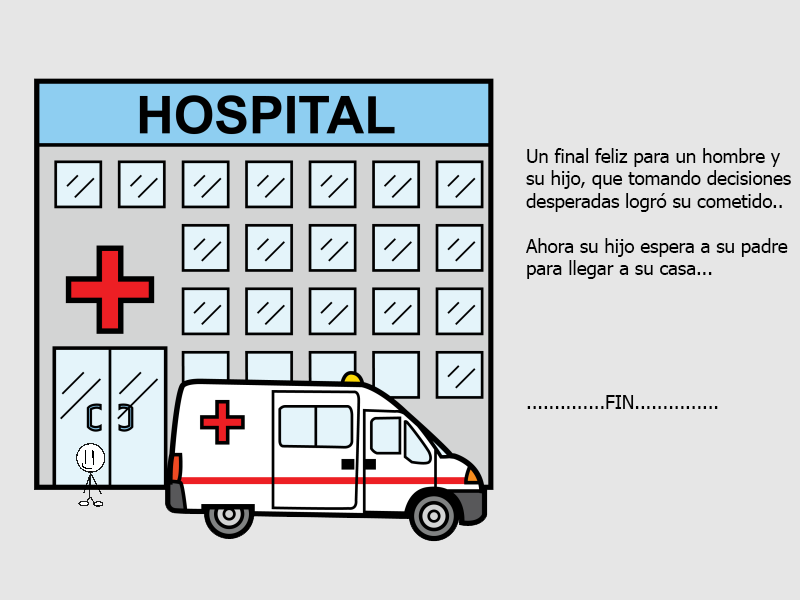 HOSPITAL
Un final feliz para un hombre y
su hijo, que tomando decisiones
desperadas logró su cometido..
Ahora su hijo espera a su padre
para llegar a su casa...
..............FIN...............